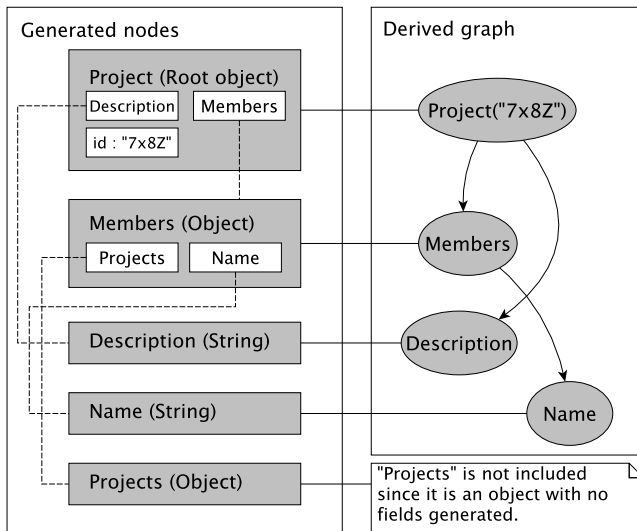 Generated nodes
Project (Root object)
Description
Members
id : "7x8Z"
Members (Object)
Projects
Name
Description (String)
Name (String)
Projects (Object)
Derived graph
Project("7x8Z")
Members
Description
Name
"Projects" is not included
since it is an object with no
fields generated.